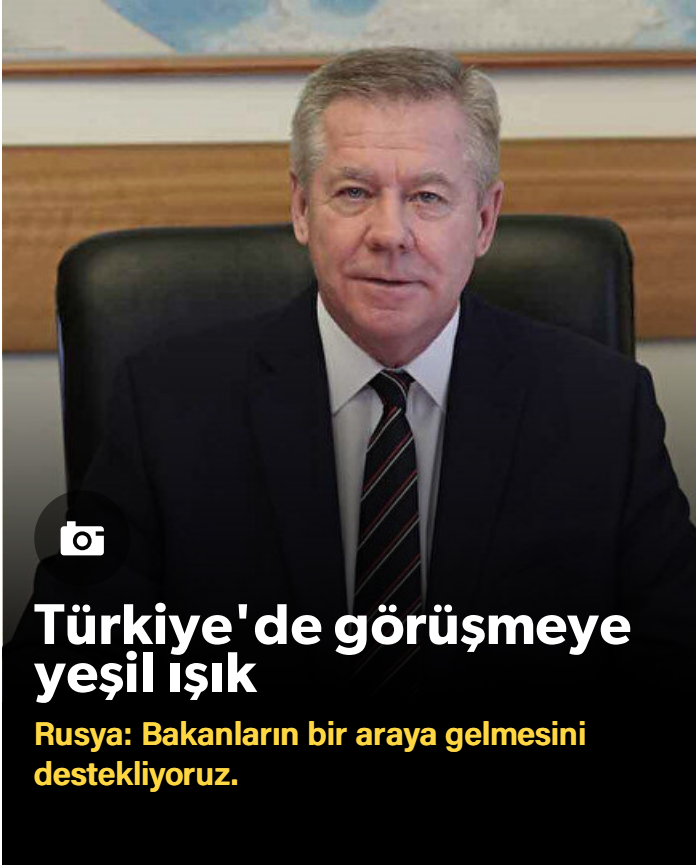 Türkiye'de görüşmeye
yeşil ışık
Rusya: Bakanların bir araya gelmesini
destekliyoruz.